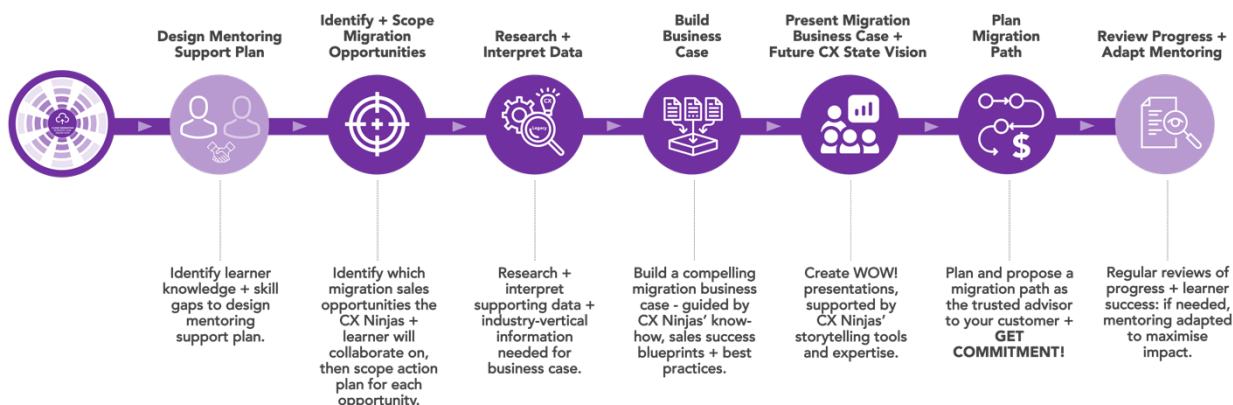 Design Mentoring
Support Plan
Identify + Scope
Migration
Opportunities
Research +
Interpret Data
Build
Business
Case
Present Migration
Business Case +
Future CX State Vision
Plan
Migration
Path
Review Progress +
Adapt Mentoring
CX
Legacy
$
Identify learner
knowledge + skill
gaps to design
mentoring
support plan.
Identify which
migration sales
opportunities the
CX Ninjas +
learner will
collaborate on,
then scope action
plan for each
opportunity.
Research +
interpret
supporting data +
industry-vertical
information
needed for
business case.
Build a compelling
migration business
case - guided by
CX Ninjas' know-
how, sales success
blueprints + best
practices.
Create WOW!
presentations,
supported by
CX Ninjas'
storytelling tools
and expertise.
Plan and propose a
migration path as
the trusted advisor
to your customer +
GET
COMMITMENT!
Regular reviews of
progress + learner
success: if needed,
mentoring adapted
to maximise
impact.